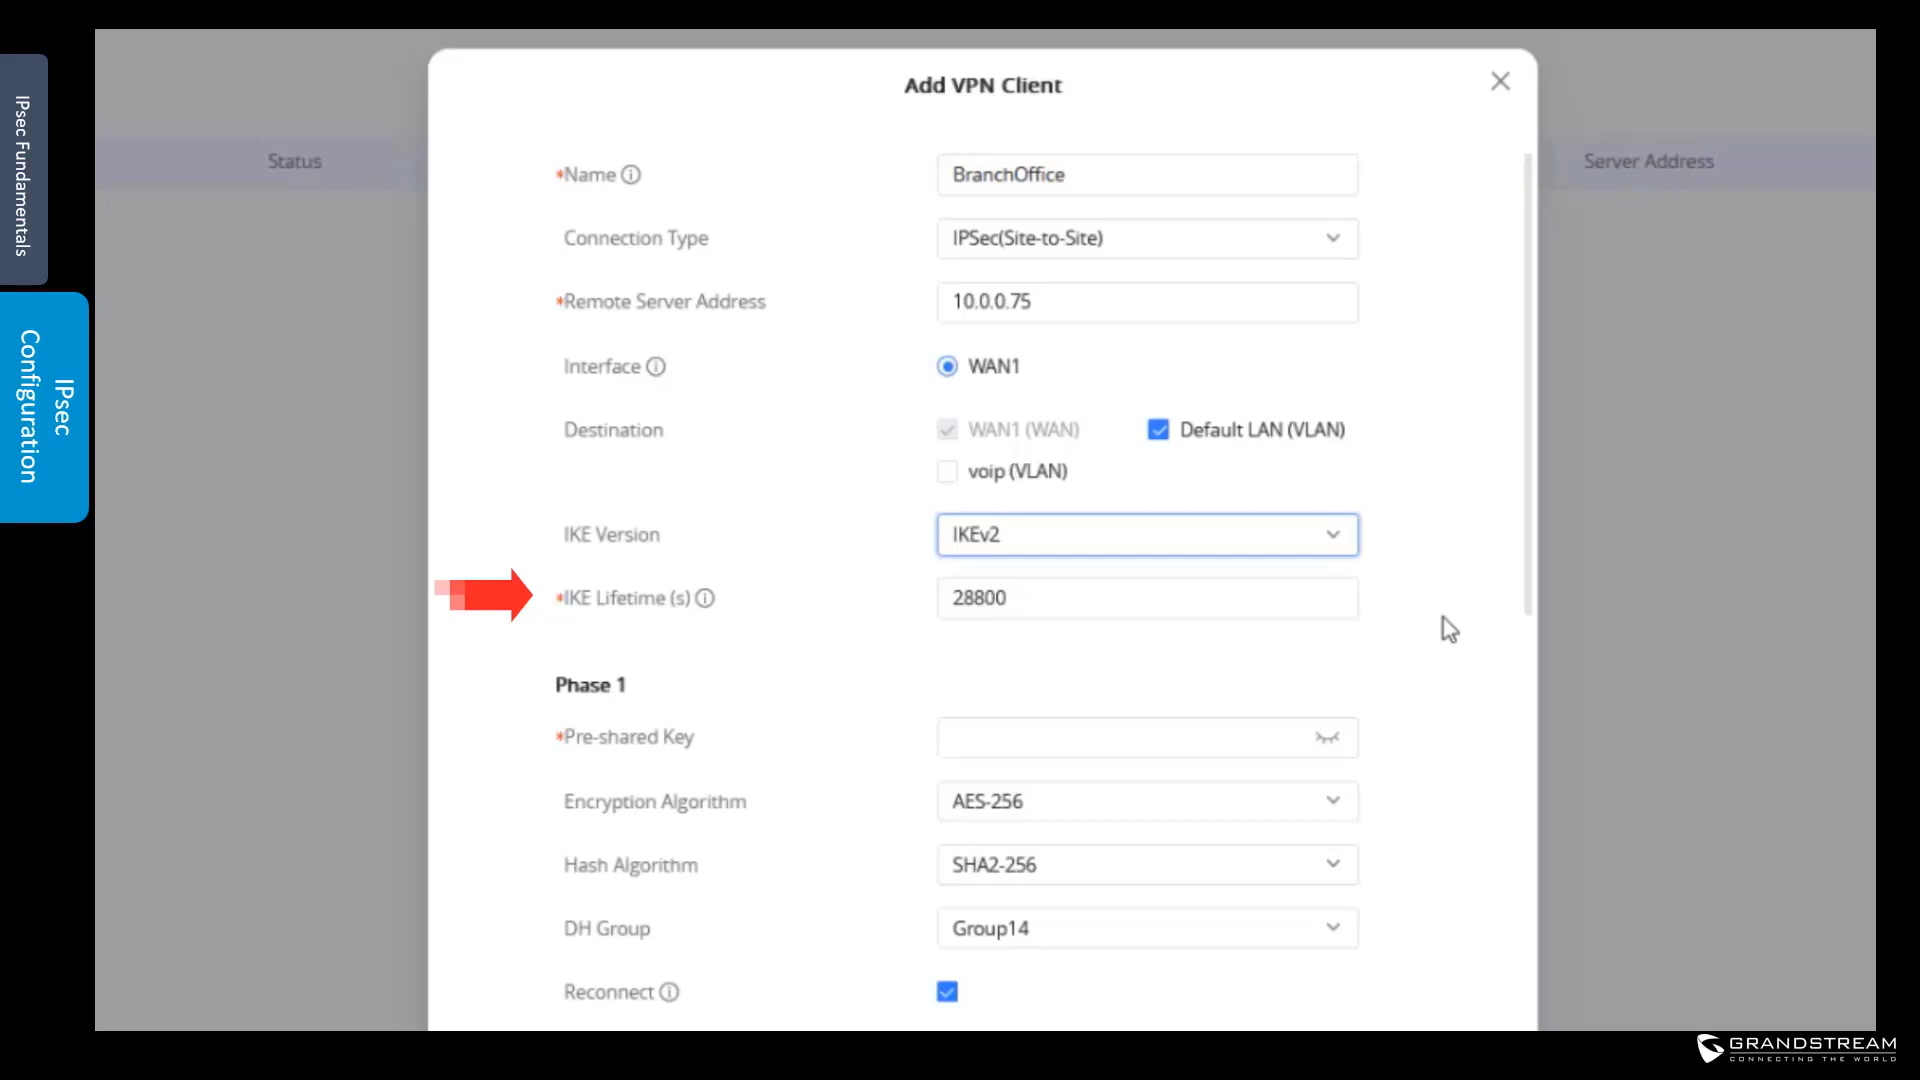 IPsec Fundamentals
IPsec
Configuration
Status
Server Address
Add VPN Client
*Name
BranchOffice
Connection Type
IPSec(Site-to-Site)
*Remote Server Address
10.0.0.75
Interface
WAN1
Destination
WAN1 (WAN)
Default LAN (VLAN)
voip (VLAN)
IKE Version
IKEv2
*IKE Lifetime (s)
28800
Phase 1
*Pre-shared Key
Encryption Algorithm
AES-256
Hash Algorithm
SHA2-256
DH Group
Group14
Reconnect
GRANDSTREAM
CONNECTING THE WORLD